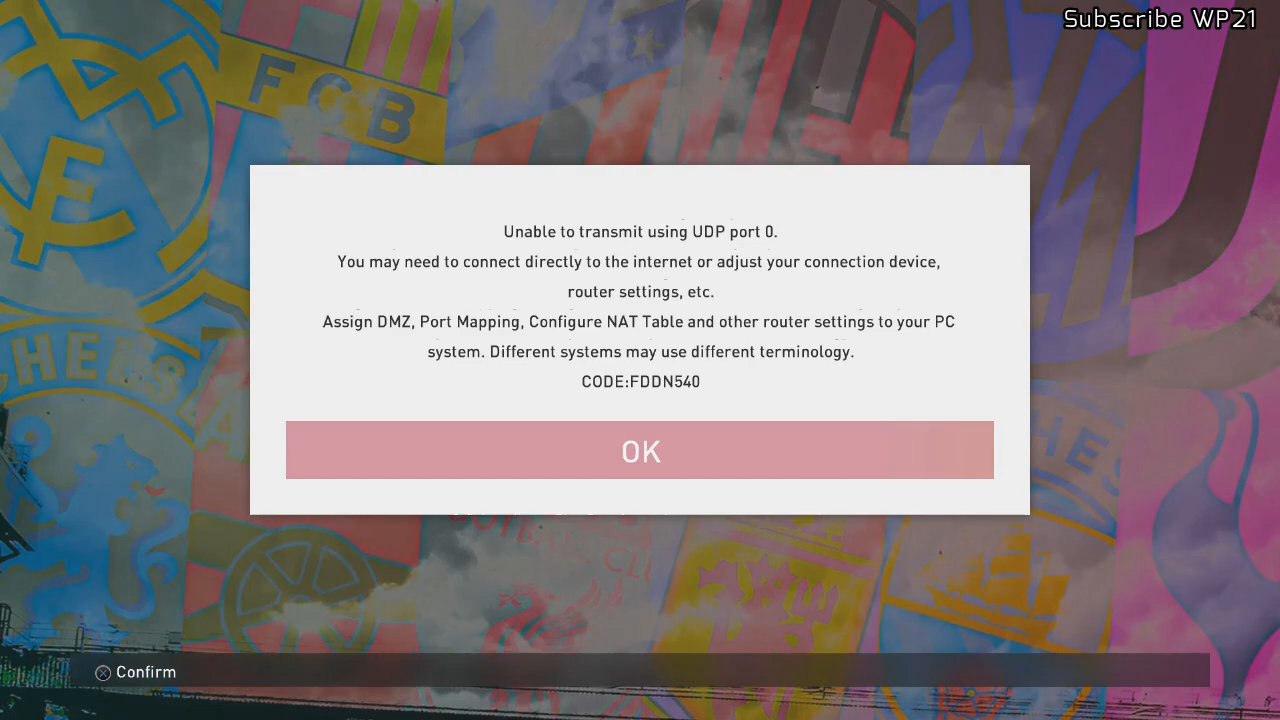 Subscribe WP21
FCB
Unable to transmit using UDP port 0.
You may need to connect directly to the internet or adjust your connection device,
router settings, etc.
Assign DMZ, Port Mapping, Configure NAT Table and other router settings to your PC
system. Different systems may use different terminology.
CODE:FDDN540
OK
Confirm